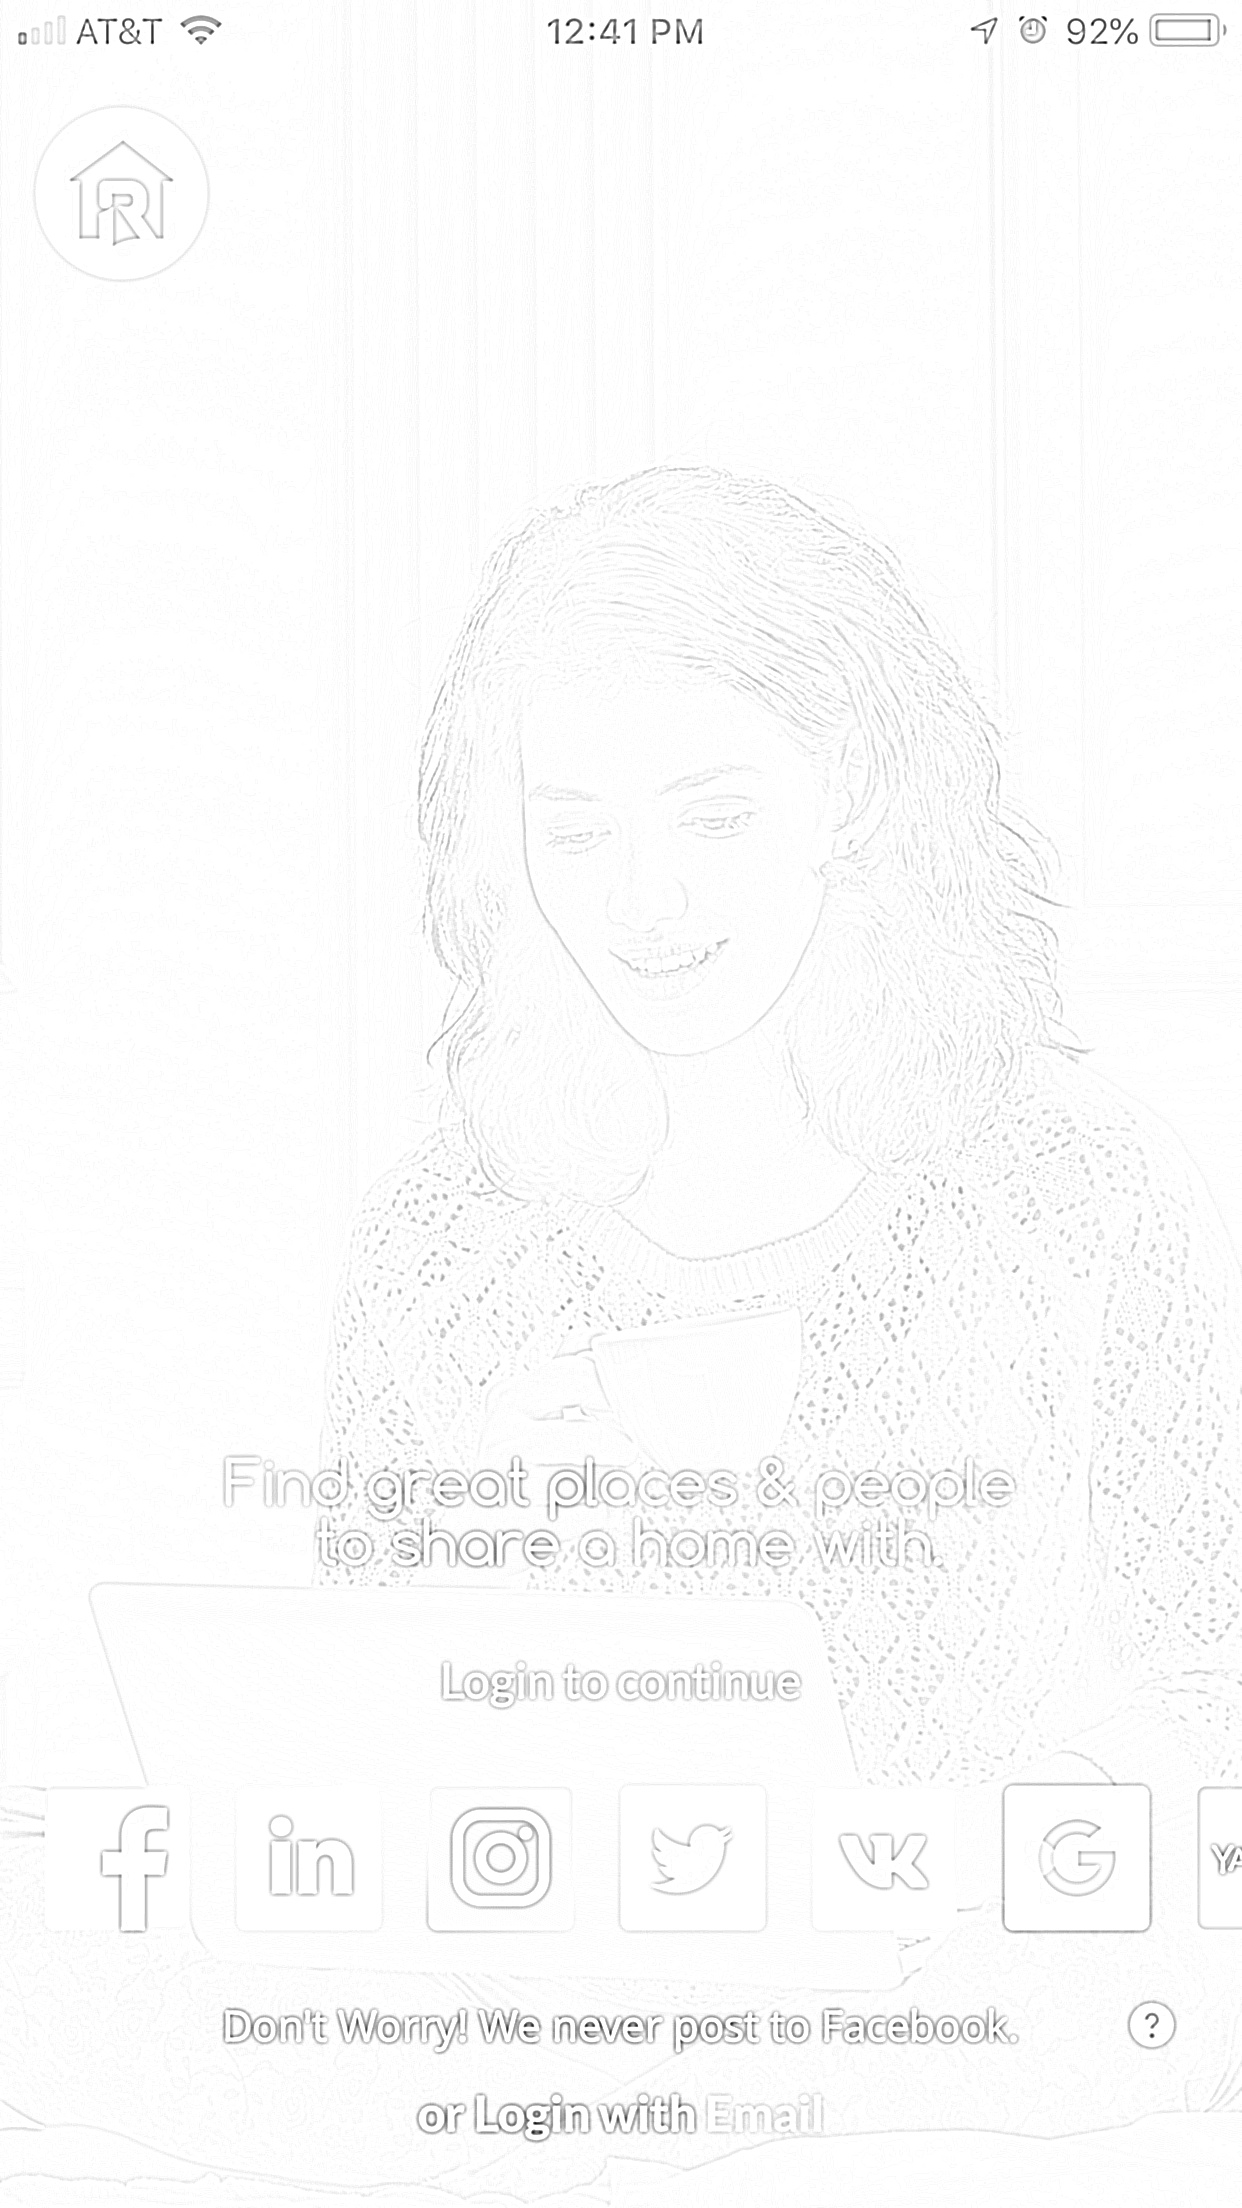 AT&T 12:41 PM 92%
R
Find great places & people
to share a home with.
Login to continue
f in VK G YA
Don't Worry! We never post to Facebook. ?
or Login with Email